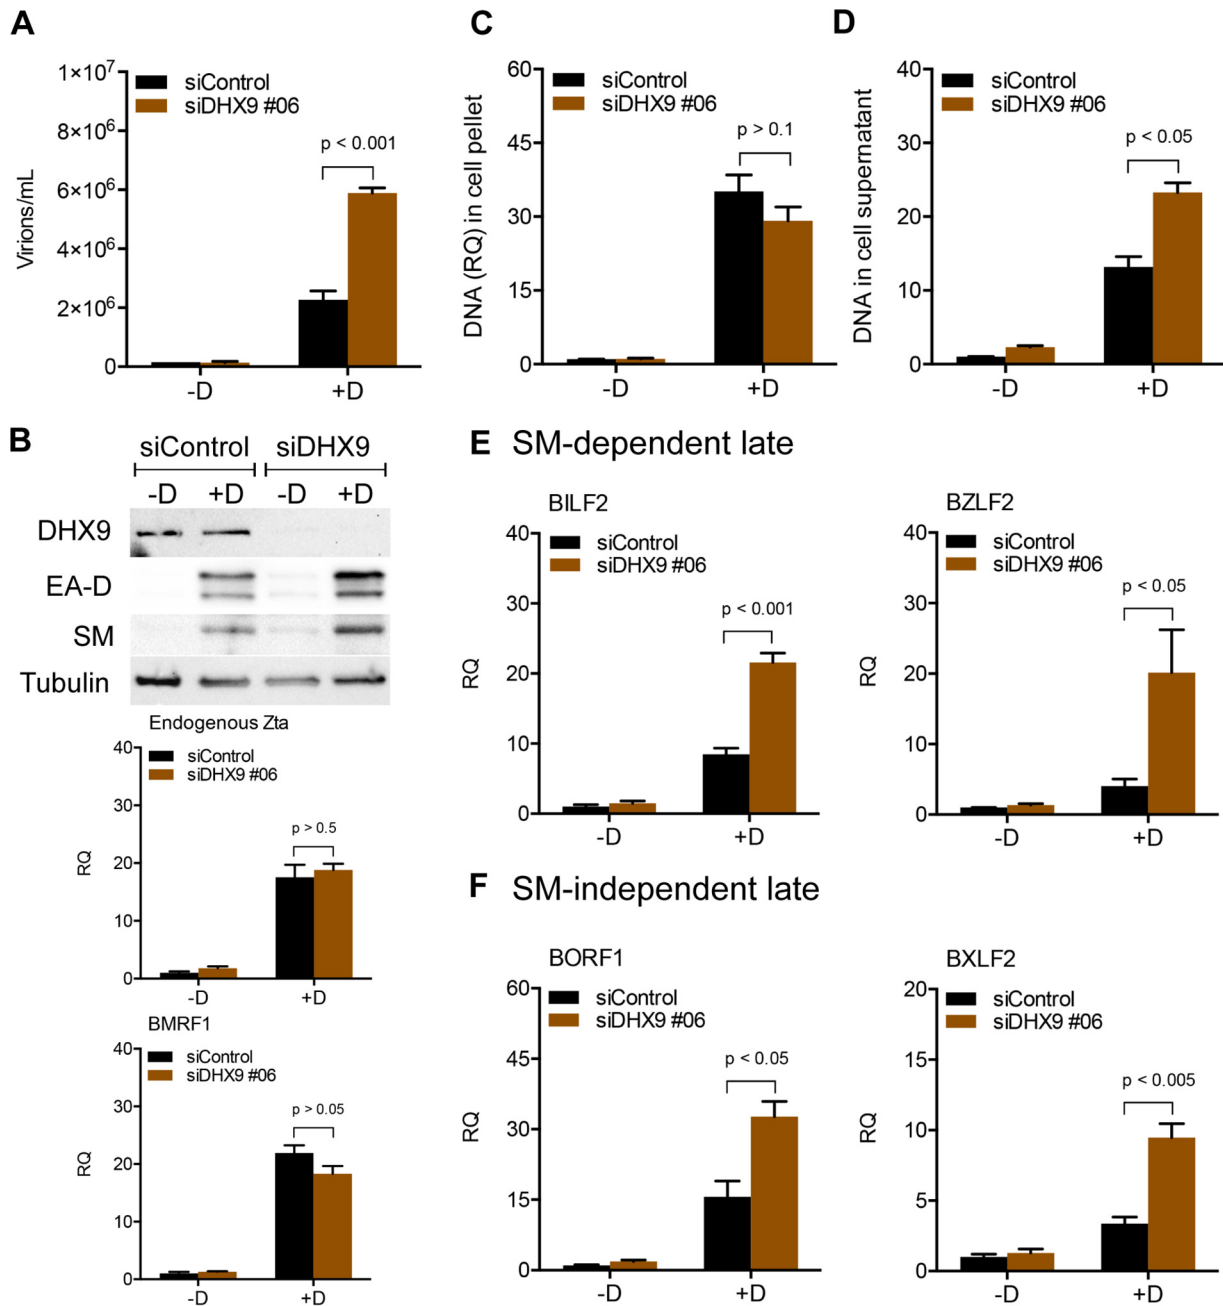 A
siControl
siDHX9 #06
Virions/mL
1×10⁷
8×10⁶
6×10⁶
4×10⁶
2×10⁶
0
p < 0.001
-D
+D
C
siControl
siDHX9 #06
DNA (RQ) in cell pellet
60
45
30
15
0
p > 0.1
-D
+D
D
siControl
siDHX9 #06
DNA in cell supernatant
40
30
20
10
0
p < 0.05
-D
+D
B
siControl siDHX9
-D +D -D +D
DHX9
EA-D
SM
Tubulin
Endogenous Zta
siControl
siDHX9 #06
RQ
40
30
20
10
0
p > 0.5
-D
+D
BMRF1
siControl
siDHX9 #06
RQ
40
30
20
10
0
p > 0.05
-D
+D
E SM-dependent late
BILF2
siControl
siDHX9 #06
RQ
40
30
20
10
0
p < 0.001
-D
+D
BZLF2
siControl
siDHX9 #06
RQ
40
30
20
10
0
p < 0.05
-D
+D
F SM-independent late
BORF1
siControl
siDHX9 #06
RQ
60
45
30
15
0
p < 0.05
-D
+D
BXLF2
siControl
siDHX9 #06
RQ
20
15
10
5
0
p < 0.005
-D
+D